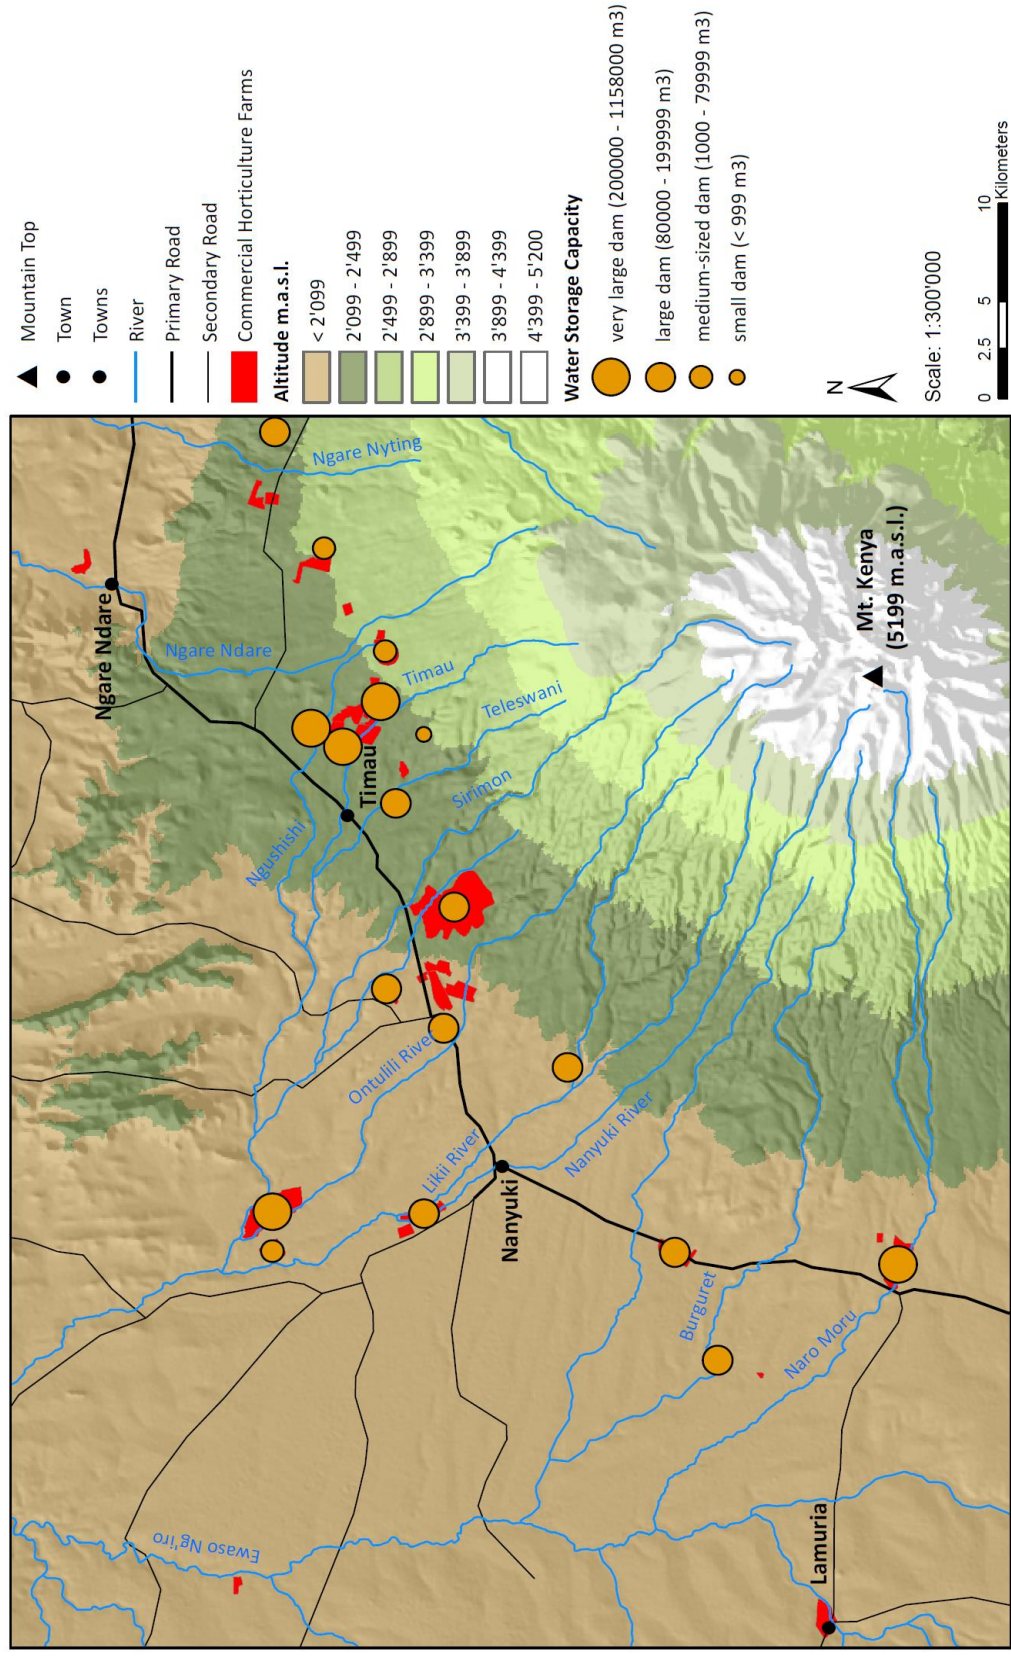 Mountain Top
Town
Towns
River
Primary Road
Secondary Road
Commercial Horticulture Farms
Altitude m.a.s.l.
< 2'099
2'099 - 2'499
2'499 - 2'899
2'899 - 3'399
3'399 - 3'899
3'899 - 4'399
4'399 - 5'200
Water Storage Capacity
very large dam (200000 - 1158000 m3)
large dam (80000 - 199999 m3)
medium-sized dam (1000 - 79999 m3)
small dam (< 999 m3)
N
Scale: 1:300'000
0 2.5 5 10
Kilometers
Ngare Ndare
Ngare Ndare
Ngare Nyting
Timau
Timau
Teleswani
Sirimon
Ngushishi
Ontulili River
Likii River
Nanyuki River
Nanyuki
Burguret
Naro Moru
Ewaso Ng'iro
Lamuria
Mt. Kenya
(5199 m.a.s.l.)